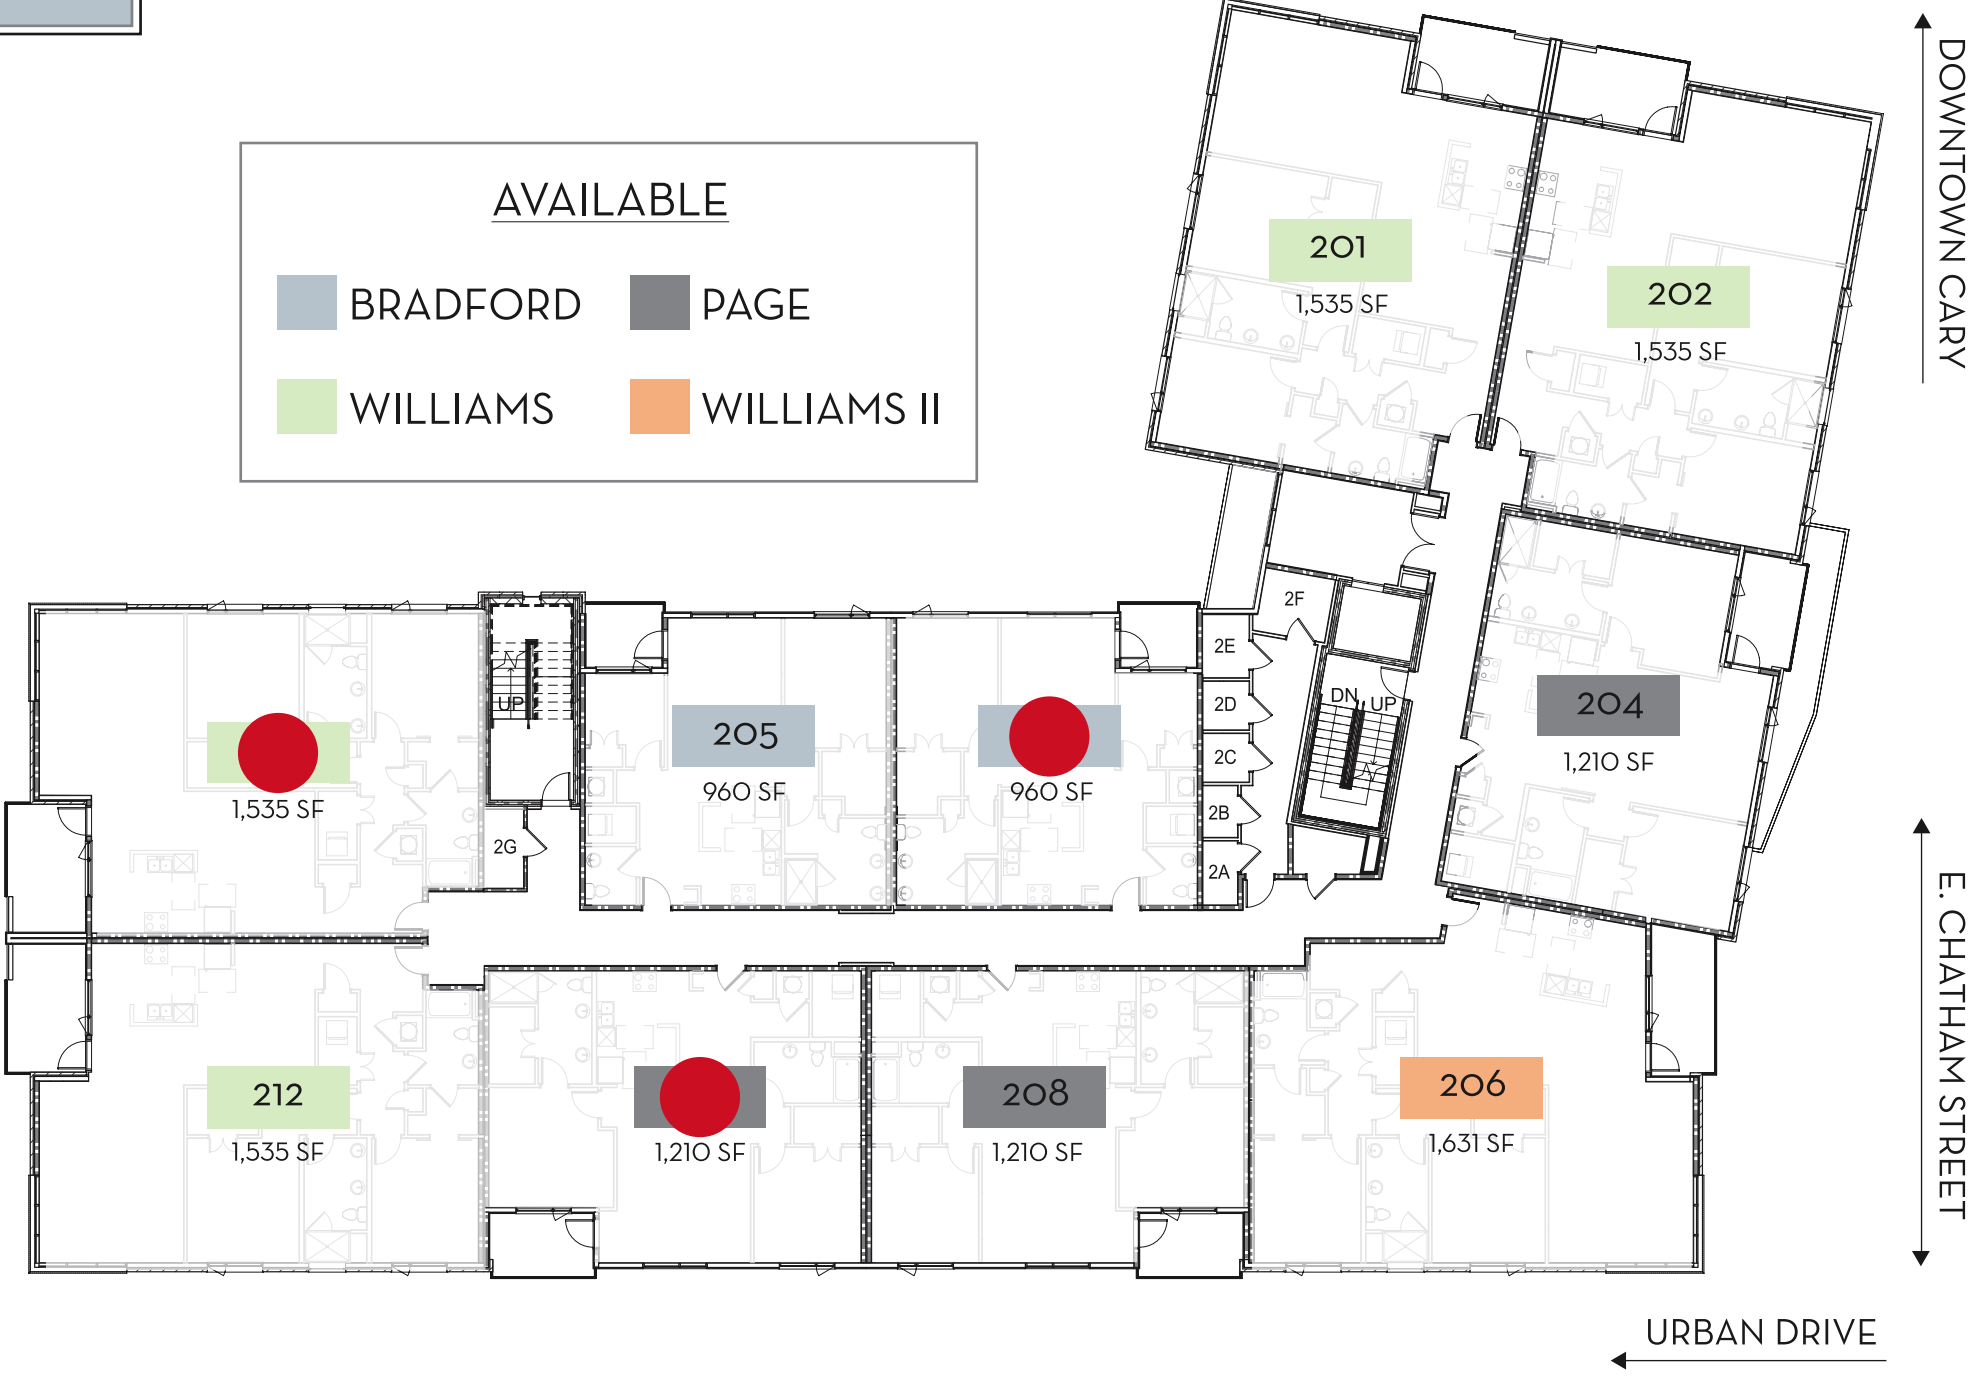 AVAILABLE
BRADFORD
PAGE
WILLIAMS
WILLIAMS II
DOWNTOWN CARY
201
1,535 SF
202
1,535 SF
2F
2E
2D
2C
2B
2A
DN
UP
204
1,210 SF
UP
1,535 SF
2G
205
960 SF
960 SF
212
1,535 SF
1,210 SF
208
1,210 SF
206
1,631 SF
E. CHATHAM STREET
URBAN DRIVE